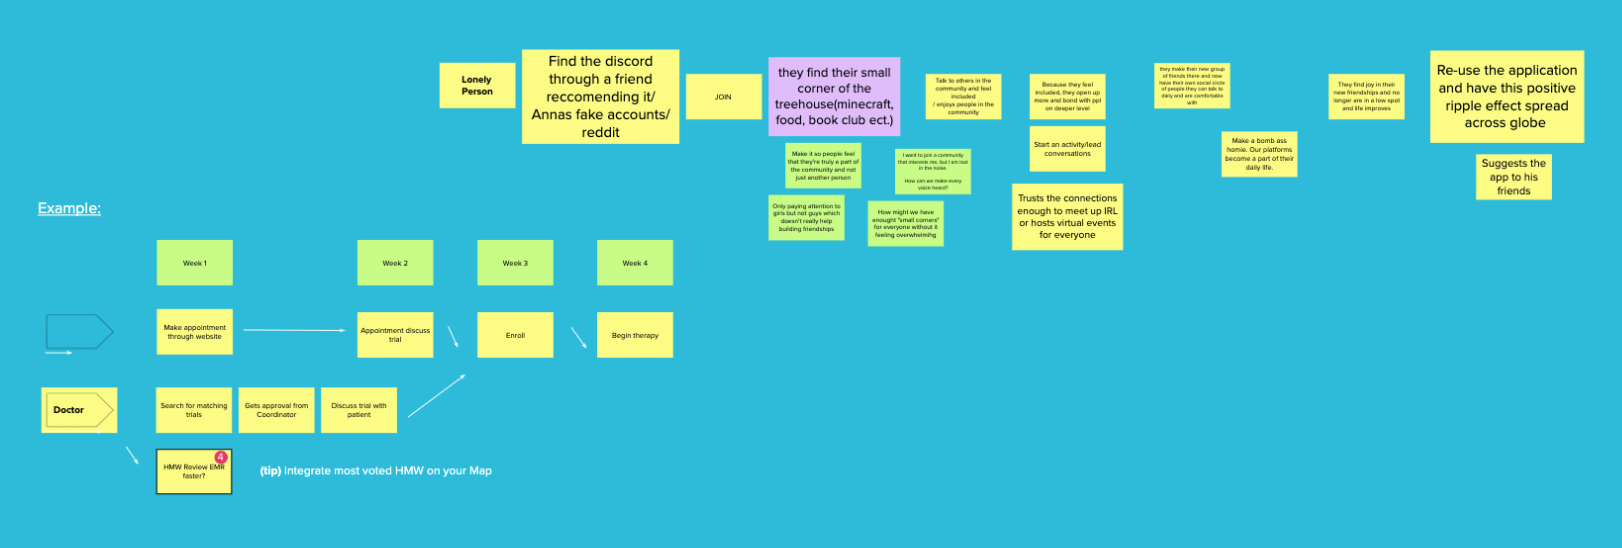 Lonely
Person
Find the discord
through a friend
reccomending it/
Annas fake accounts/
reddit
JOIN
they find their small
corner of the
treehouse(minecraft,
food, book club ect.)
Talk to others in the
community and feel
included
/ enjoys people in the
community
Because they feel
included, they open up
more and bond with ppl
on deeper level
they make their new group
of friends there and now
have their own social circle
of people they can talk to
daily and are comfortable
with
They find joy in their
new friendships and no
longer are in a low spot
and life improves
Re-use the application
and have this positive
ripple effect spread
across globe
Make it so people feel
that they're truly a part of
the community and not
just another person
I want to join a community
that interests me, but I am lost
in the noise.
How can we make every
voice heard?
Start an activity/lead
conversations
Make a bomb ass
homie. Our platforms
become a part of their
daily life.
Suggests the
app to his
friends
Only paying attention to
girls but not guys which
doesn't really help
building friendships
How might we have
enought "small corners"
for everyone without it
feeling overwhelmihg
Trusts the connections
enough to meet up IRL
or hosts virtual events
for everyone
Example:
Week 1
Week 2
Week 3
Week 4
Make appointment
through website
Appointment discuss
trial
Enroll
Begin therapy
Doctor
Search for matching
trials
Gets approval from
Coordinator
Discuss trial with
patient
4
HMW Review EMR
faster?
(tip) Integrate most voted HMW on your Map